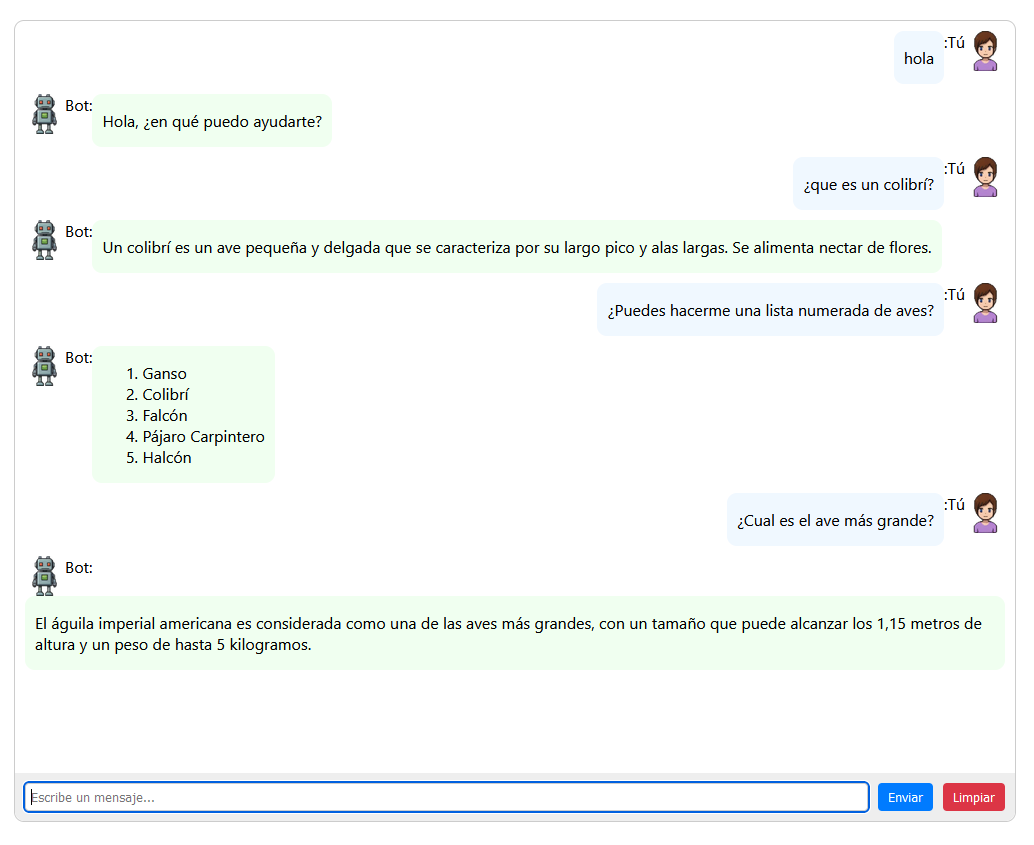 :Tú
hola
Bot:
Hola, ¿en qué puedo ayudarte?
:Tú
¿que es un colibrí?
Bot:
Un colibrí es un ave pequeña y delgada que se caracteriza por su largo pico y alas largas. Se alimenta nectar de flores.
:Tú
¿Puedes hacerme una lista numerada de aves?
Bot:
1. Ganso
2. Colibrí
3. Falcón
4. Pájaro Carpintero
5. Halcón
:Tú
¿Cual es el ave más grande?
Bot:
El águila imperial americana es considerada como una de las aves más grandes, con un tamaño que puede alcanzar los 1,15 metros de
altura y un peso de hasta 5 kilogramos.
Escribe un mensaje...
Enviar
Limpiar